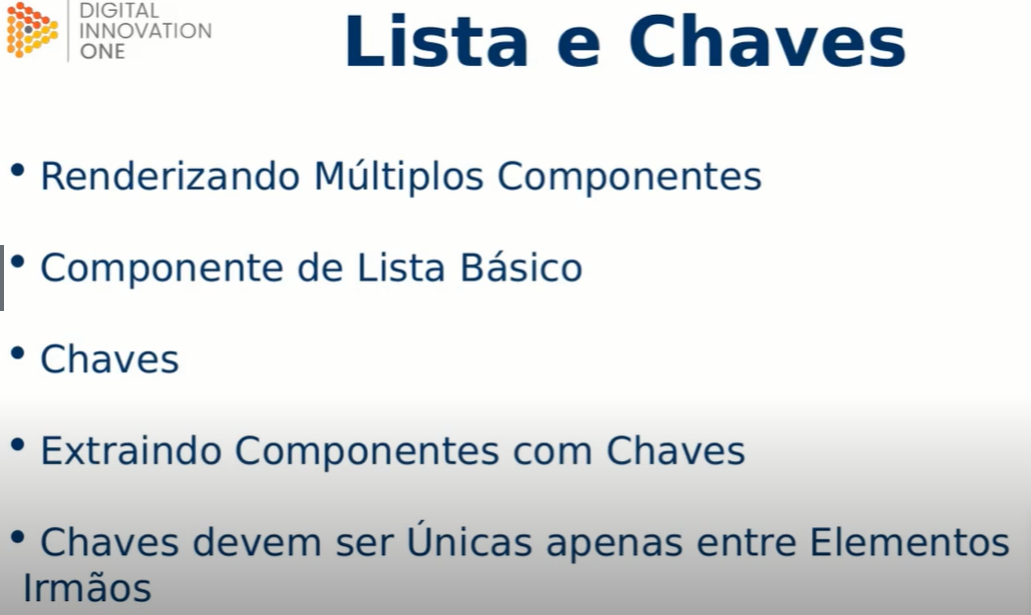 DIGITAL
INNOVATION
ONE
Lista e Chaves
• Renderizando Múltiplos Componentes
• Componente de Lista Básico
• Chaves
• Extraindo Componentes com Chaves
• Chaves devem ser Únicas apenas entre Elementos
Irmãos